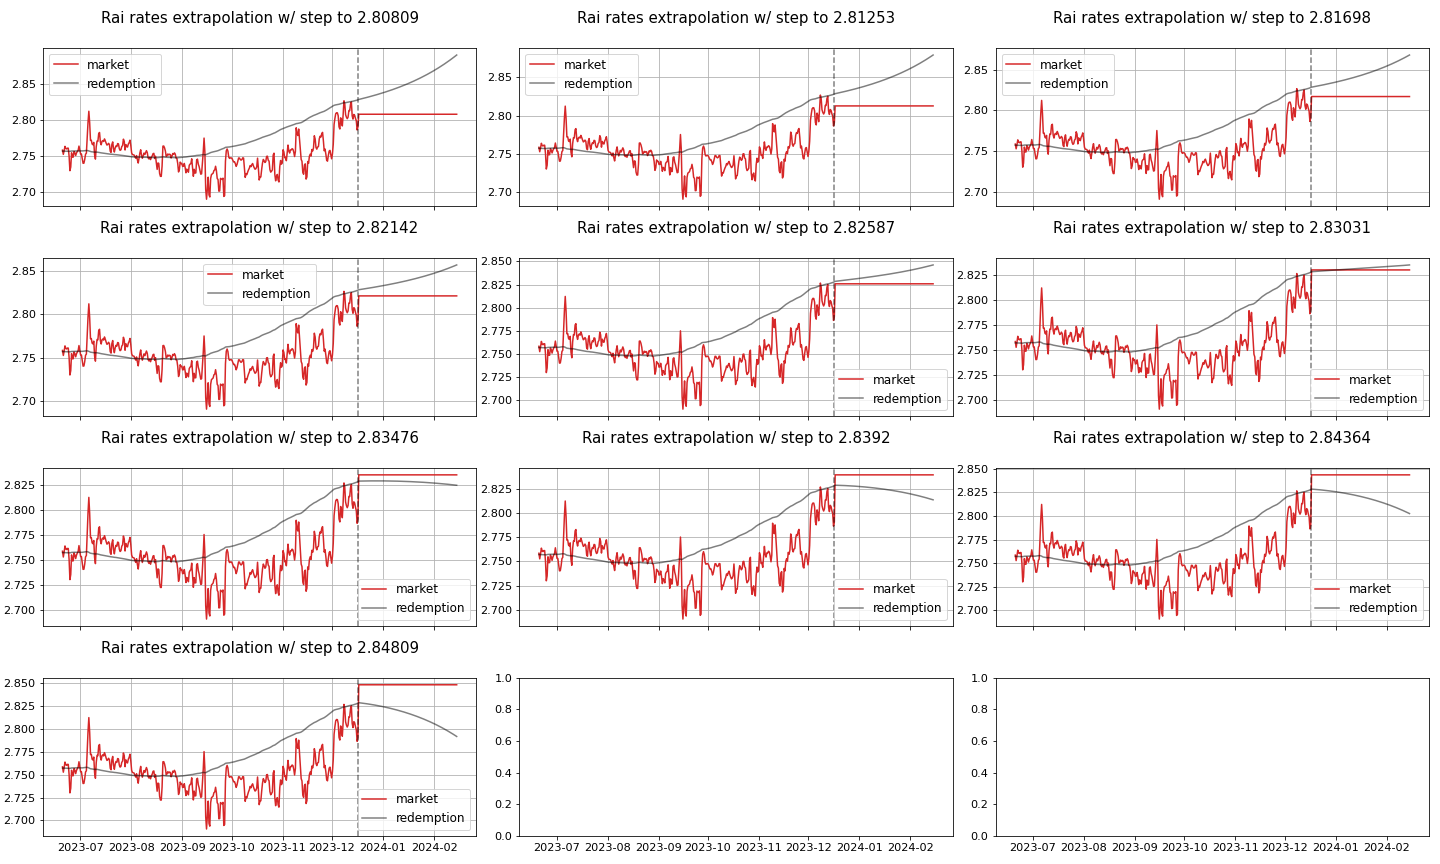 Rai rates extrapolation w/ step to 2.80809
Rai rates extrapolation w/ step to 2.81253
Rai rates extrapolation w/ step to 2.81698
market
redemption
2.85
2.80
2.75
2.70
market
redemption
2.85
2.80
2.75
2.70
market
redemption
2.85
2.80
2.75
2.70
Rai rates extrapolation w/ step to 2.82142
Rai rates extrapolation w/ step to 2.82587
Rai rates extrapolation w/ step to 2.83031
market
redemption
2.85
2.80
2.75
2.70
2.850
2.825
2.800
2.775
2.750
2.725
2.700
market
redemption
2.825
2.800
2.775
2.750
2.725
2.700
market
redemption
Rai rates extrapolation w/ step to 2.83476
Rai rates extrapolation w/ step to 2.8392
Rai rates extrapolation w/ step to 2.84364
2.825
2.800
2.775
2.750
2.725
2.700
market
redemption
2.825
2.800
2.775
2.750
2.725
2.700
market
redemption
2.850
2.825
2.800
2.775
2.750
2.725
2.700
market
redemption
Rai rates extrapolation w/ step to 2.84809
2.850
2.825
2.800
2.775
2.750
2.725
2.700
market
redemption
2023-07 2023-08 2023-09 2023-10 2023-11 2023-12 2024-01 2024-02
1.0
0.8
0.6
0.4
0.2
0.0
2023-07 2023-08 2023-09 2023-10 2023-11 2023-12 2024-01 2024-02
1.0
0.8
0.6
0.4
0.2
0.0
2023-07 2023-08 2023-09 2023-10 2023-11 2023-12 2024-01 2024-02